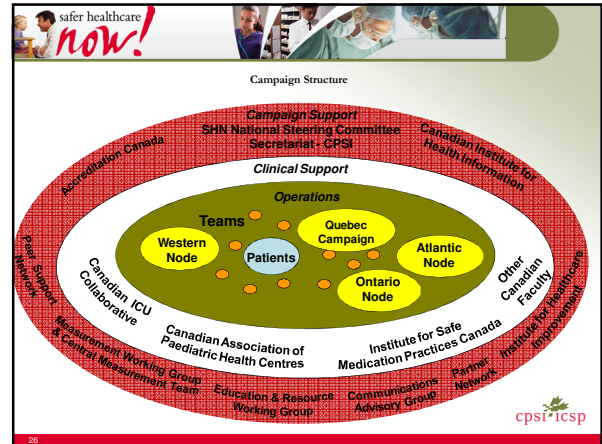 safer healthcare
now!
Campaign Structure
Campaign Support
SHN National Steering Committee
Secretariat - CPSI
Accreditation Canada
Canadian Institute for
Health Information
Clinical Support
Operations
Teams
Quebec
Campaign
Western
Node
Patients
Atlantic
Node
Ontario
Node
Peer Support
Network
Canadian ICU
Collaborative
Canadian Association of
Paediatric Health Centres
Institute for Safe
Medication Practices Canada
Other
Canadian
Faculty
Institute for Healthcare
Improvement
Measurement Working Group
& Central Measurement Team
Education & Resource
Working Group
Communications
Advisory Group
Partner
Network
cpsi icsp
26